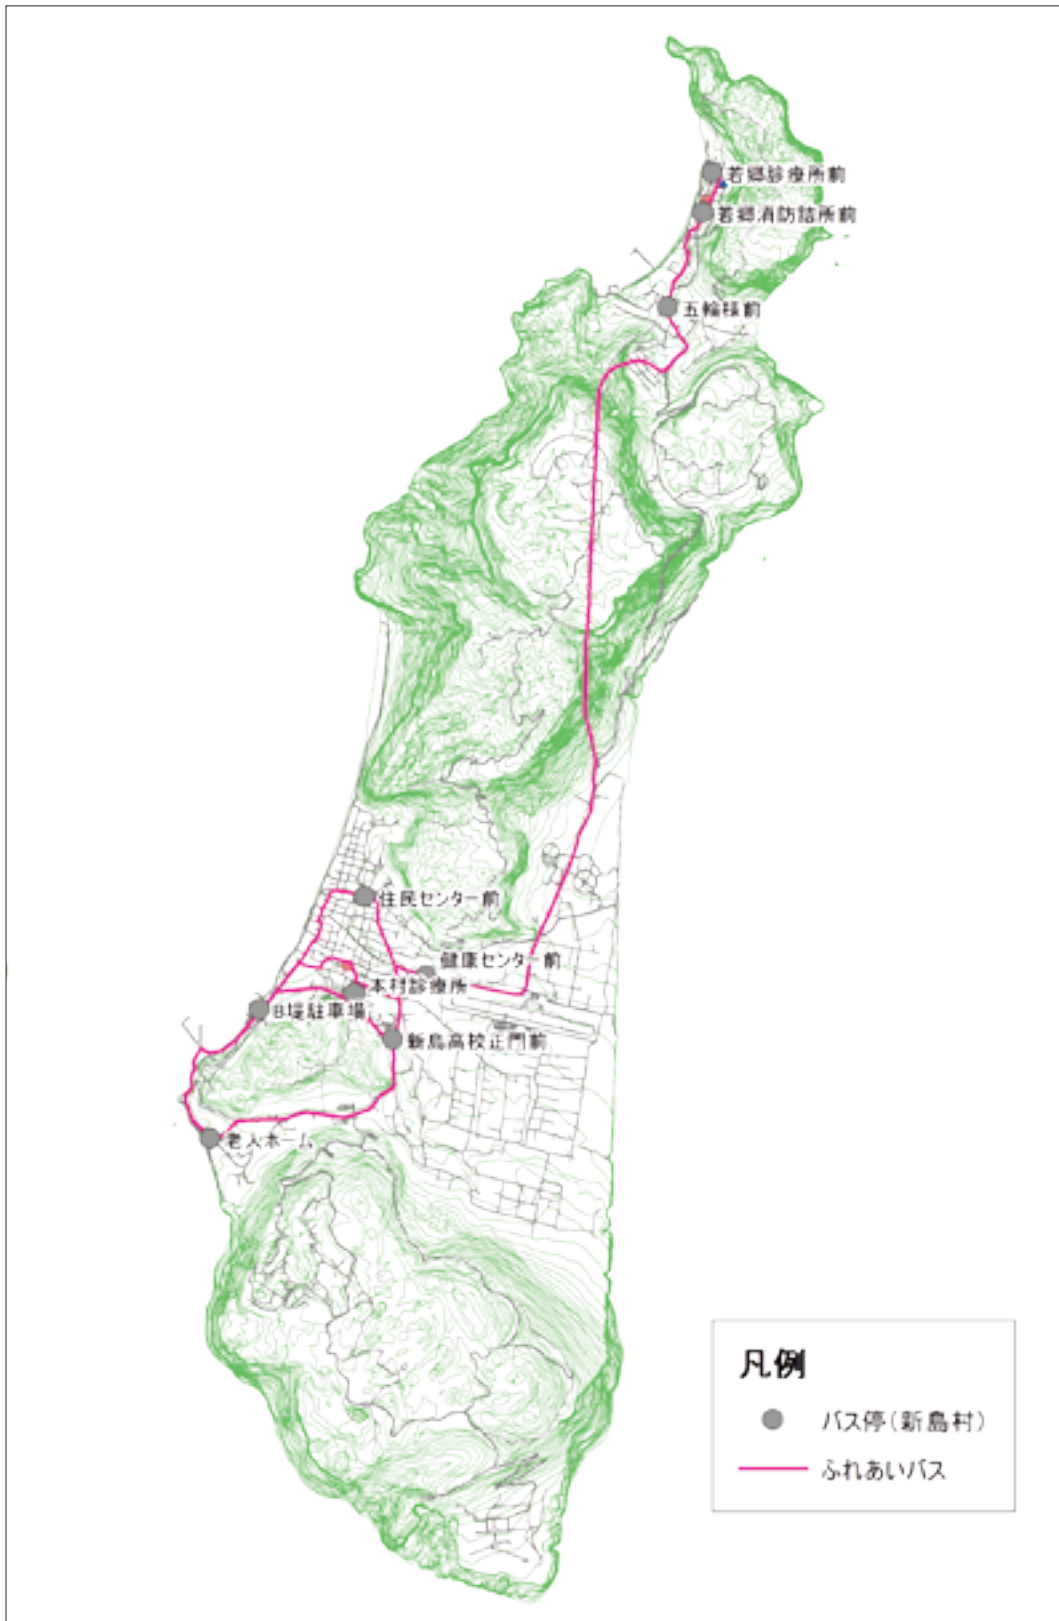 若郷診療所前
若郷消防詰所前
五輪様前
住民センター前
健康センター前
本村診療所
B堤駐車場
新島高校正門前
老人ホーム
凡例
バス停(新島村)
ふれあいバス